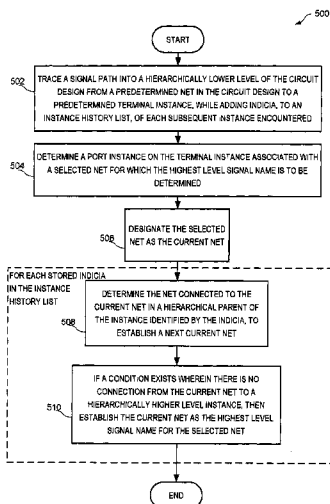 500
START
502
TRACE A SIGNAL PATH INTO A HIERARCHICALLY LOWER LEVEL OF THE CIRCUIT
DESIGN FROM A PREDETERMINED NET IN THE CIRCUIT DESIGN TO A
PREDETERMINED TERMINAL INSTANCE, WHILE ADDING INDICIA, TO AN
INSTANCE HISTORY LIST, OF EACH SUBSEQUENT INSTANCE ENCOUNTERED
504
DETERMINE A PORT INSTANCE ON THE TERMINAL INSTANCE ASSOCIATED WITH
A SELECTED NET FOR WHICH THE HIGHEST LEVEL SIGNAL NAME IS TO BE
DETERMINED
506
DESIGNATE THE SELECTED
NET AS THE CURRENT NET
FOR EACH STORED INDICIA
IN THE INSTANCE
HISTORY LIST
508
DETERMINE THE NET CONNECTED TO THE
CURRENT NET IN A HIERARCHICAL PARENT OF
THE INSTANCE IDENTIFIED BY THE INDICIA, TO
ESTABLISH A NEXT CURRENT NET
510
IF A CONDITION EXISTS WHEREIN THERE IS NO
CONNECTION FROM THE CURRENT NET TO A
HIERARCHICALLY HIGHER LEVEL INSTANCE, THEN
ESTABLISH THE CURRENT NET AS THE HIGHEST LEVEL
SIGNAL NAME FOR THE SELECTED NET
END